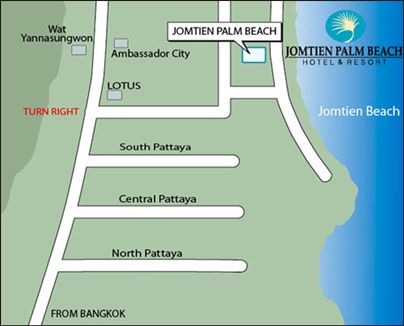 Wat
Yannasungwon
Ambassador City
JOMTIEN PALM BEACH
JOMTIEN PALM BEACH
HOTEL & RESORT
LOTUS
TURN RIGHT
Jomtien Beach
South Pattaya
Central Pattaya
North Pattaya
FROM BANGKOK